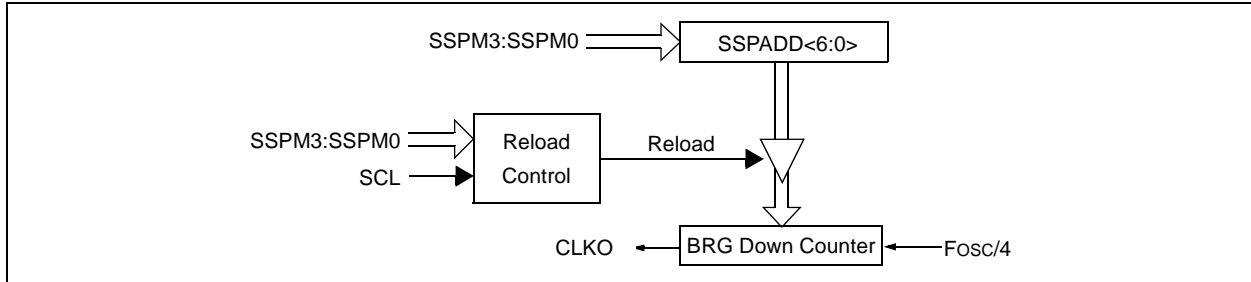 SSPM3:SSPM0
SSPADD<6:0>
SSPM3:SSPM0
SCL
Reload
Control
Reload
CLKO
BRG Down Counter
FOSC/4